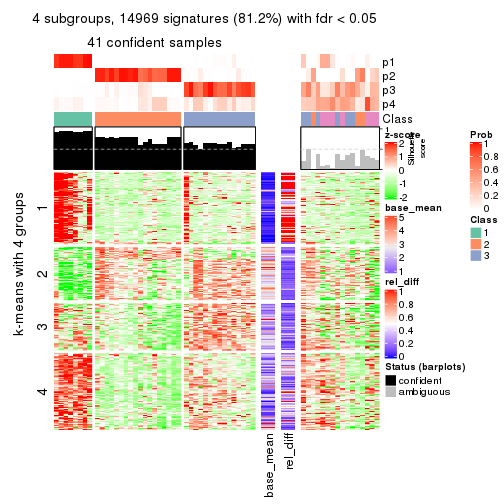 4 subgroups, 14969 signatures (81.2%) with fdr < 0.05
41 confident samples
p1
p2
p3
p4
Class
k-means with 4 groups
1
2
3
4
base_mean
rel_diff
1
Silhouette
score
z-score
2
1
0
-1
-2
base_mean
5
4
3
2
1
rel_diff
1
0.8
0.6
0.4
0.2
0
Status (barplots)
confident
ambiguous
Prob
1
0.8
0.6
0.4
0.2
0
Class
1
2
3